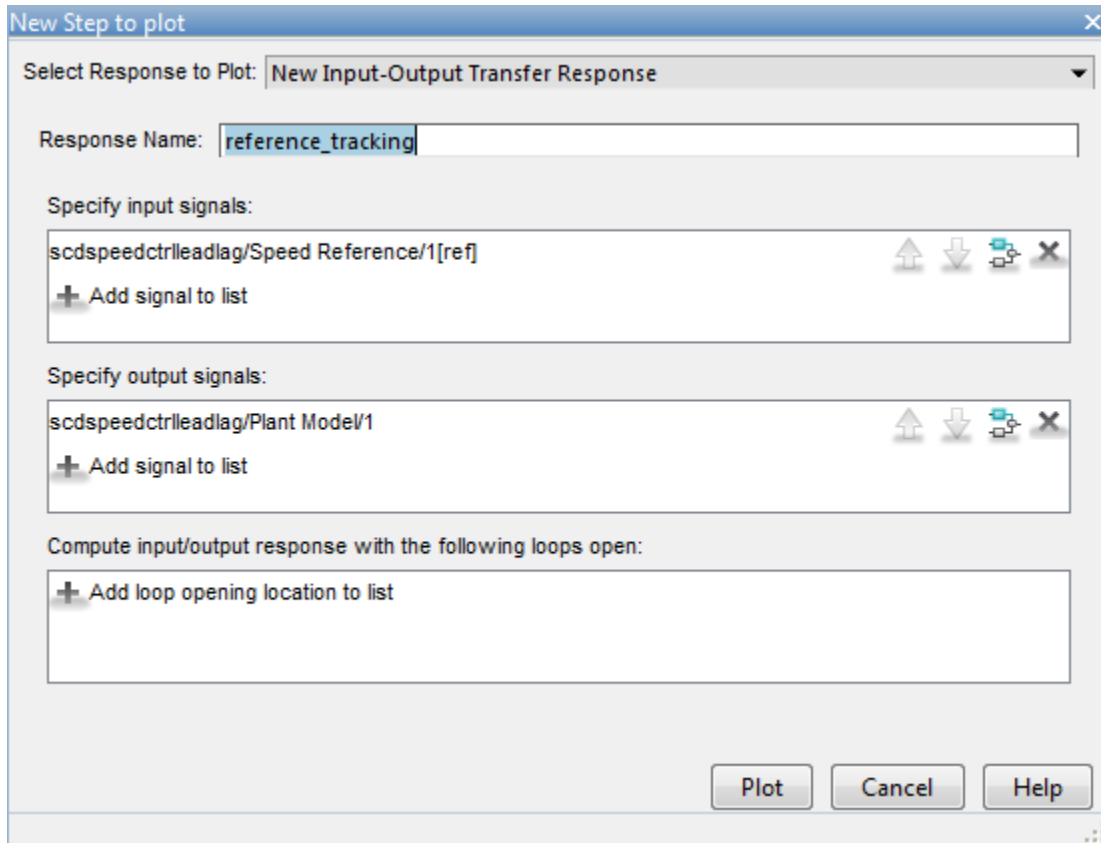 New Step to plot
Select Response to Plot: New Input-Output Transfer Response
Response Name: reference_tracking
Specify input signals:
scdspeedctrlleadlag/Speed Reference/1[ref]
Add signal to list
Specify output signals:
scdspeedctrlleadlag/Plant Model/1
Add signal to list
Compute input/output response with the following loops open:
Add loop opening location to list
Plot Cancel Help